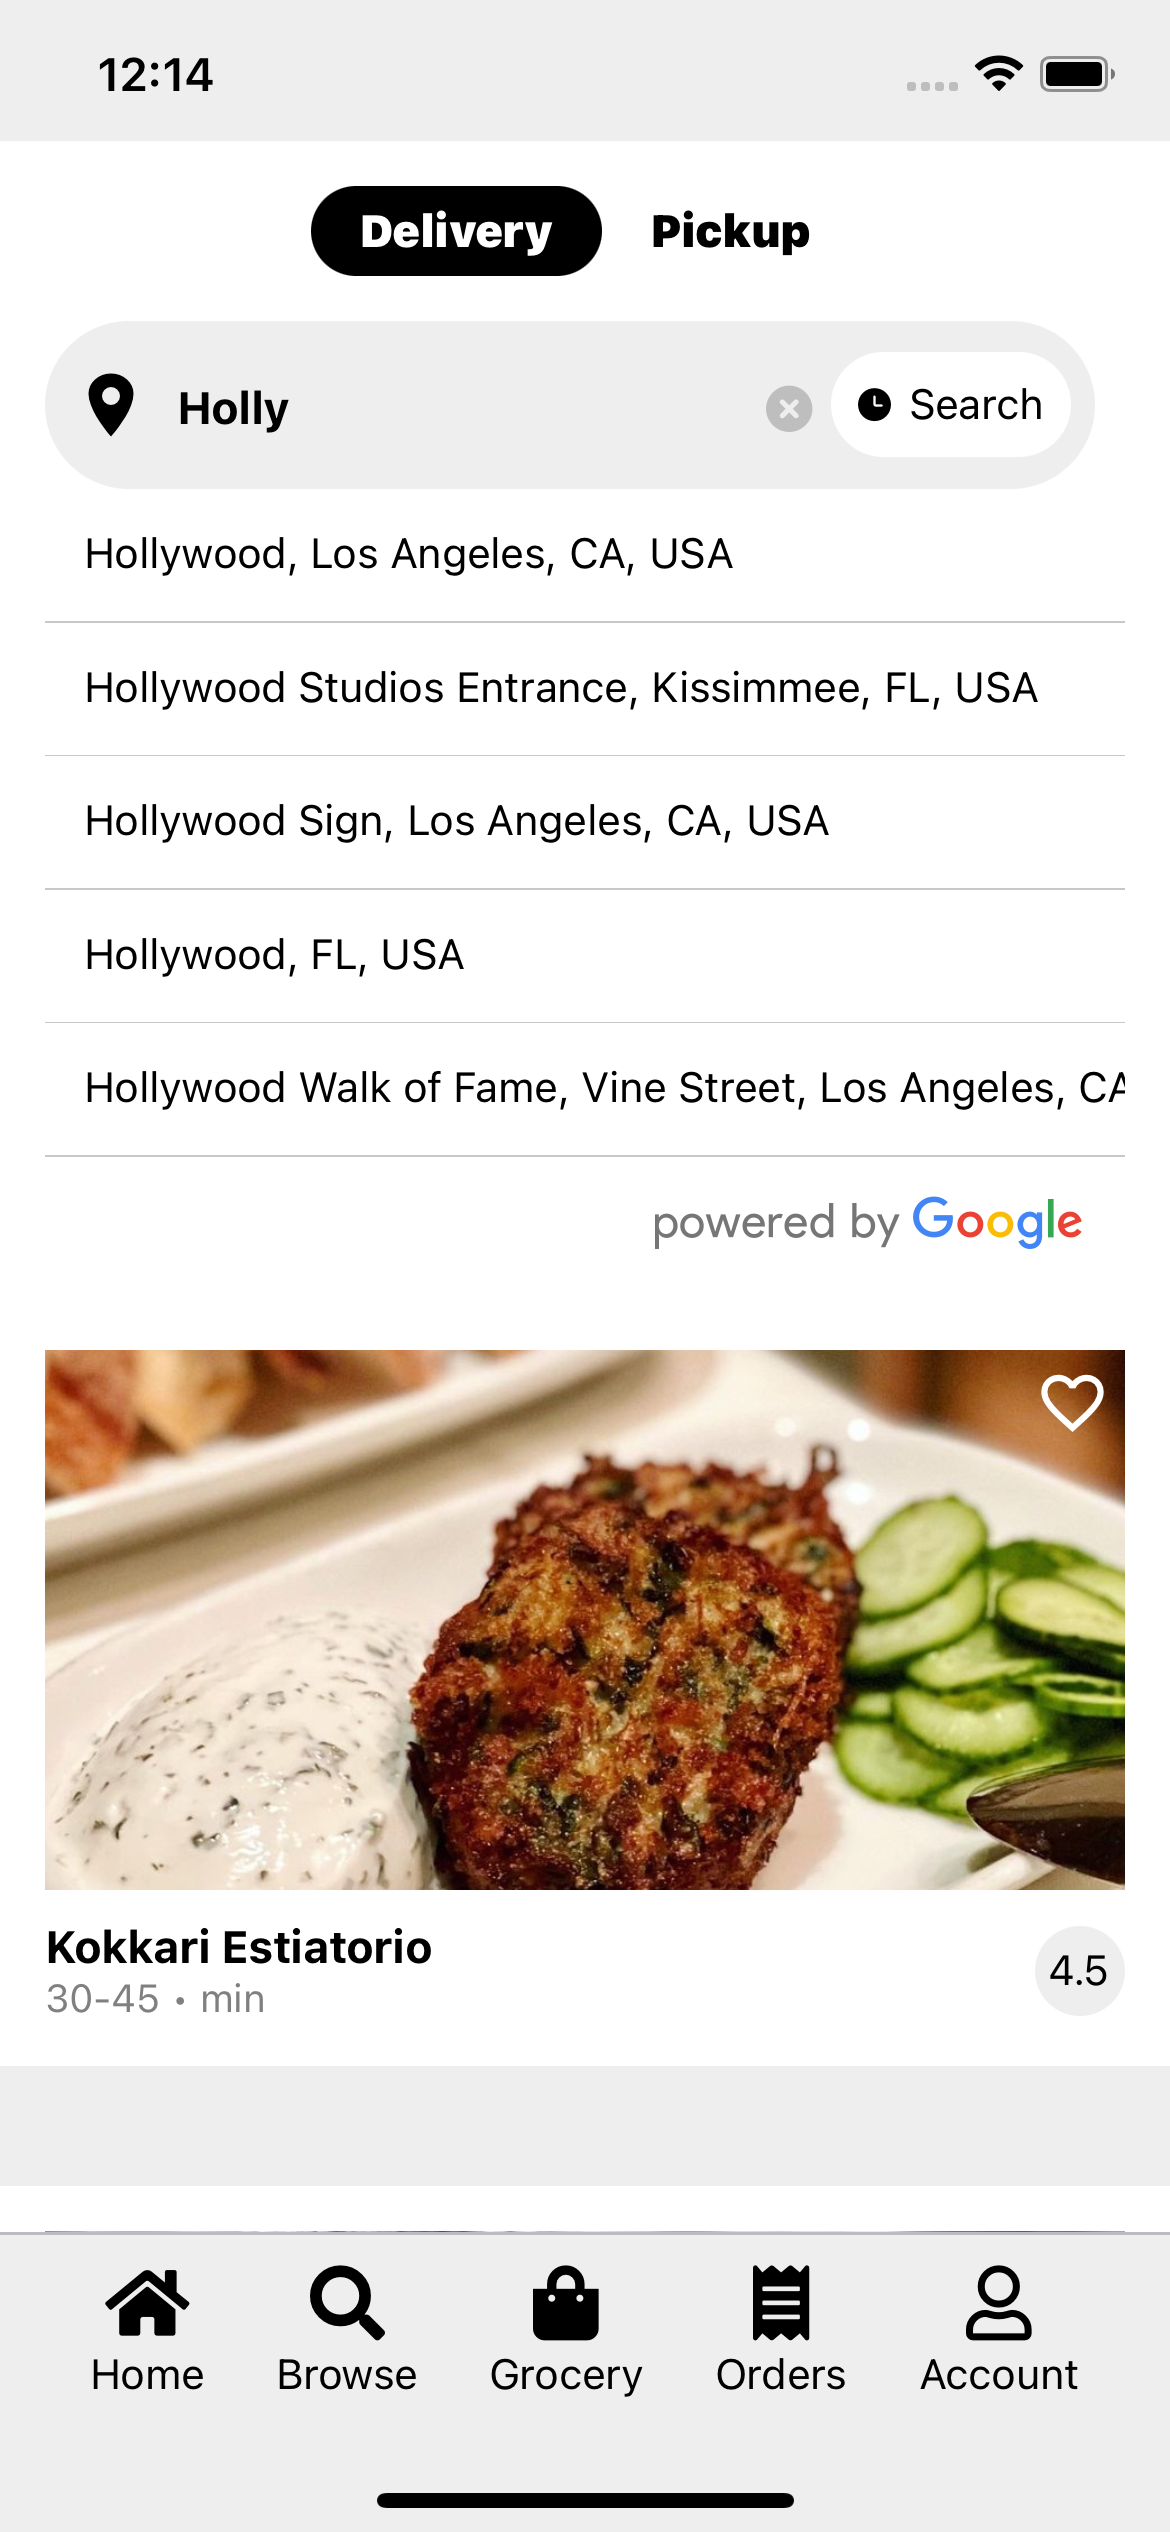 12:14
Delivery Pickup
Holly Search
Hollywood, Los Angeles, CA, USA
Hollywood Studios Entrance, Kissimmee, FL, USA
Hollywood Sign, Los Angeles, CA, USA
Hollywood, FL, USA
Hollywood Walk of Fame, Vine Street, Los Angeles, CA
powered by Google
Kokkari Estiatorio
4.5
30-45 • min
Home Browse Grocery Orders Account